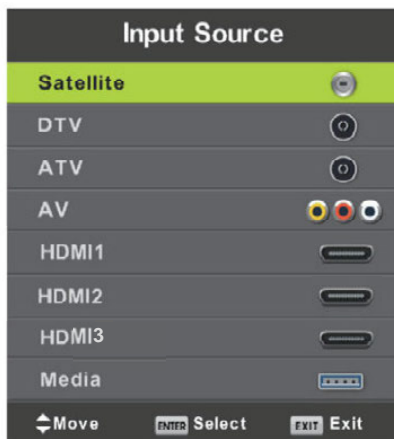 Input Source
Satellite
DTV
ATV
AV
HDMI1
HDMI2
HDMI3
Media
Move ENTER Select EXIT Exit